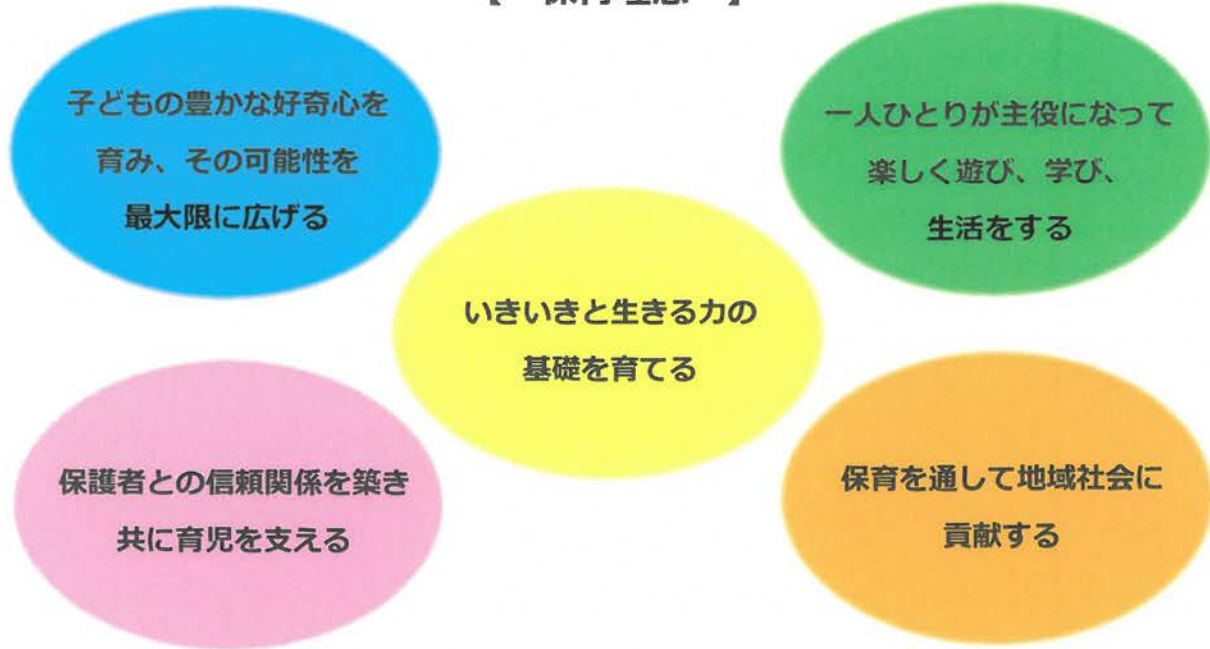 【 保育理念 】
子どもの豊かな好奇心を
育み、その可能性を
最大限に広げる
一人ひとりが主役になって
楽しく遊び、学び、
生活をする
いきいきと生きる力の
基礎を育てる
保護者との信頼関係を築き
共に育児を支える
保育を通して地域社会に
貢献する